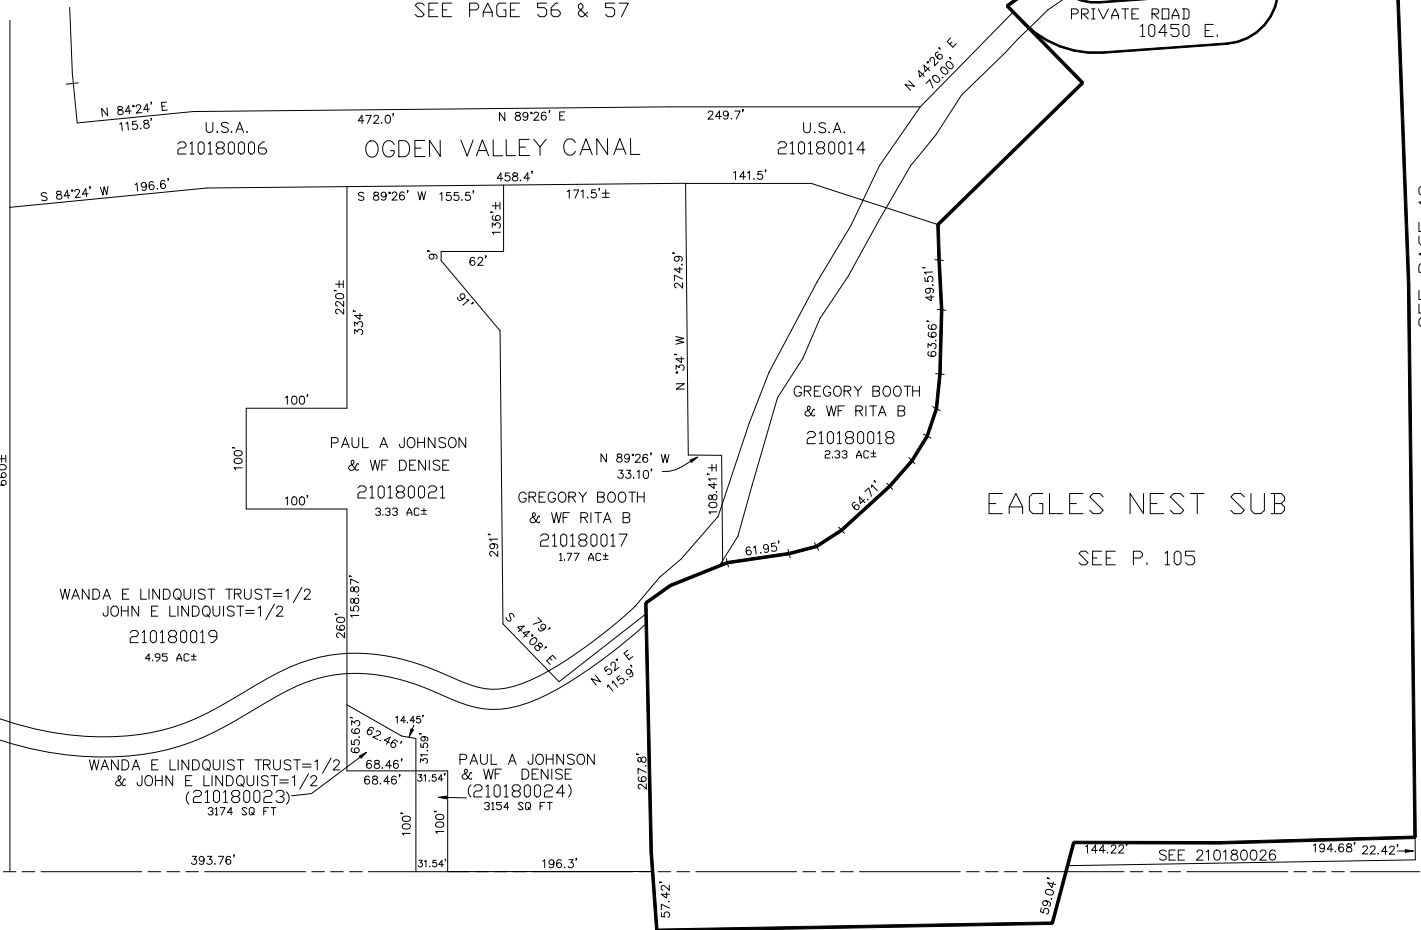 SEE PAGE 56 & 57
PRIVATE ROAD
10450 E.
N 44°26' E
70.00'
N 84°24' E
115.8'
472.0'
N 89°26' E
249.7'
U.S.A.
210180006
OGDEN VALLEY CANAL
U.S.A.
210180014
S 84°24' W
196.6'
458.4'
S 89°26' W 155.5'
171.5'±
141.5'
136'±
9'
62'
91'
274.9'
N °34' W
220'±
334'
49.51'
63.66'
100'
100'
100'
PAUL A JOHNSON
& WF DENISE
210180021
3.33 AC±
GREGORY BOOTH
& WF RITA B
210180018
2.33 AC±
N 89°26' W
33.10'
108.41'±
GREGORY BOOTH
& WF RITA B
210180017
1.77 AC±
64.71'
61.95'
EAGLES NEST SUB
SEE P. 105
660±
291'
158.87'
260'
WANDA E LINDQUIST TRUST=1/2
JOHN E LINDQUIST=1/2
210180019
4.95 AC±
79'
S 44°08' E
N 52' E
115.9'
14.45'
65.63'
62.46'
31.59'
68.46'
68.46'
31.54'
WANDA E LINDQUIST TRUST=1/2
& JOHN E LINDQUIST=1/2
(210180023)
3174 SQ FT
PAUL A JOHNSON
& WF DENISE
(210180024)
3154 SQ FT
267.8'
100'
100'
393.76'
31.54'
196.3'
57.42'
59.04'
144.22'
SEE 210180026
194.68' 22.42'